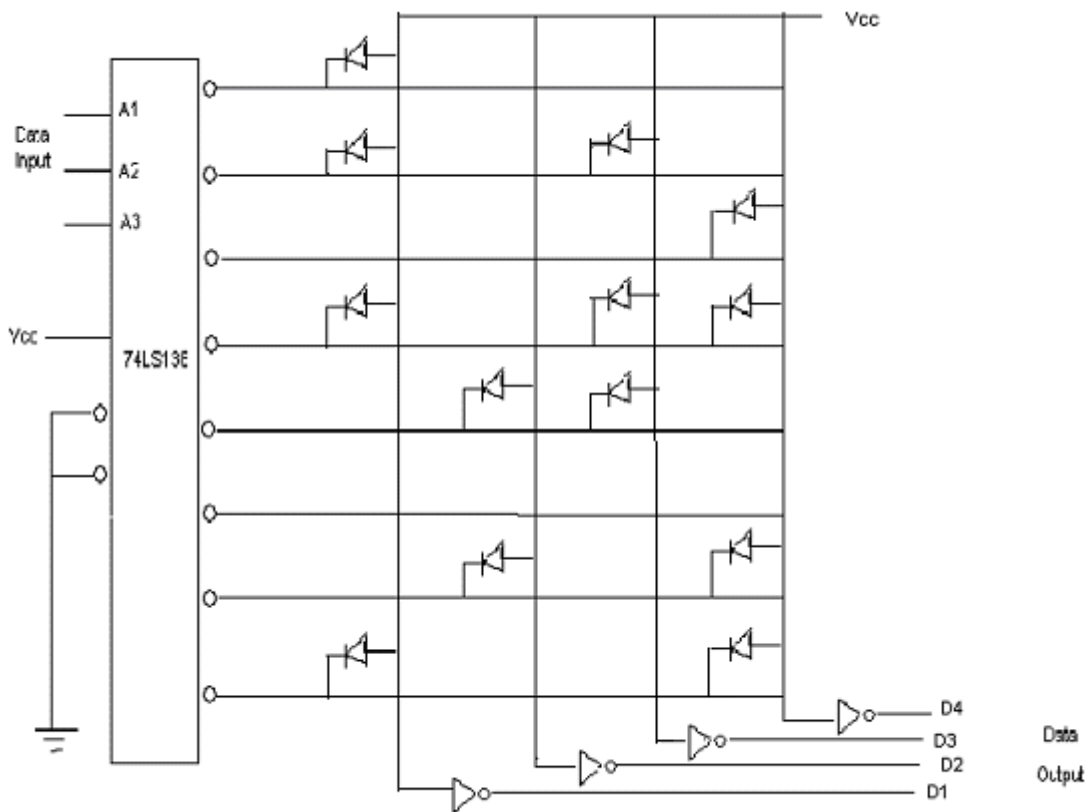 Vcc
A1
Data
Input
A2
A3
Vcc
74LS138
D4
D3
Data
D2
Output
D1